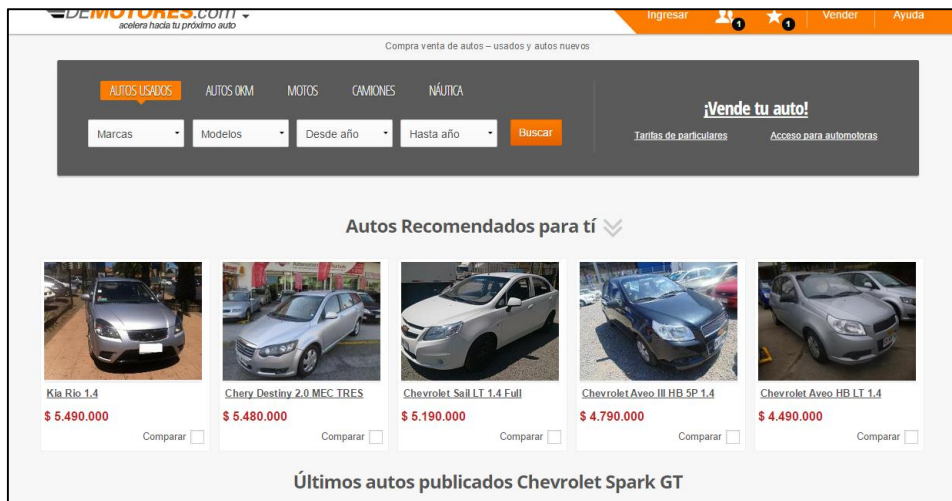 DEMOTORES.com
acelera hacia tu próximo auto
Ingresar
1
1
Vender
Ayuda
Compra venta de autos – usados y autos nuevos
AUTOS USADOS
AUTOS 0KM
MOTOS
CAMIONES
NÁUTICA
¡Vende tu auto!
Marcas
Modelos
Desde año
Hasta año
Buscar
Tarifas de particulares
Acceso para automotoras
Autos Recomendados para tí
Kia Rio 1.4
$ 5.490.000
Comparar
Chery Destiny 2.0 MEC TRES
$ 5.480.000
Comparar
Chevrolet Sail LT 1.4 Full
$ 5.190.000
Comparar
Chevrolet Aveo III HB 5P 1.4
$ 4.790.000
Comparar
Chevrolet Aveo HB LT 1.4
$ 4.490.000
Comparar
Últimos autos publicados Chevrolet Spark GT